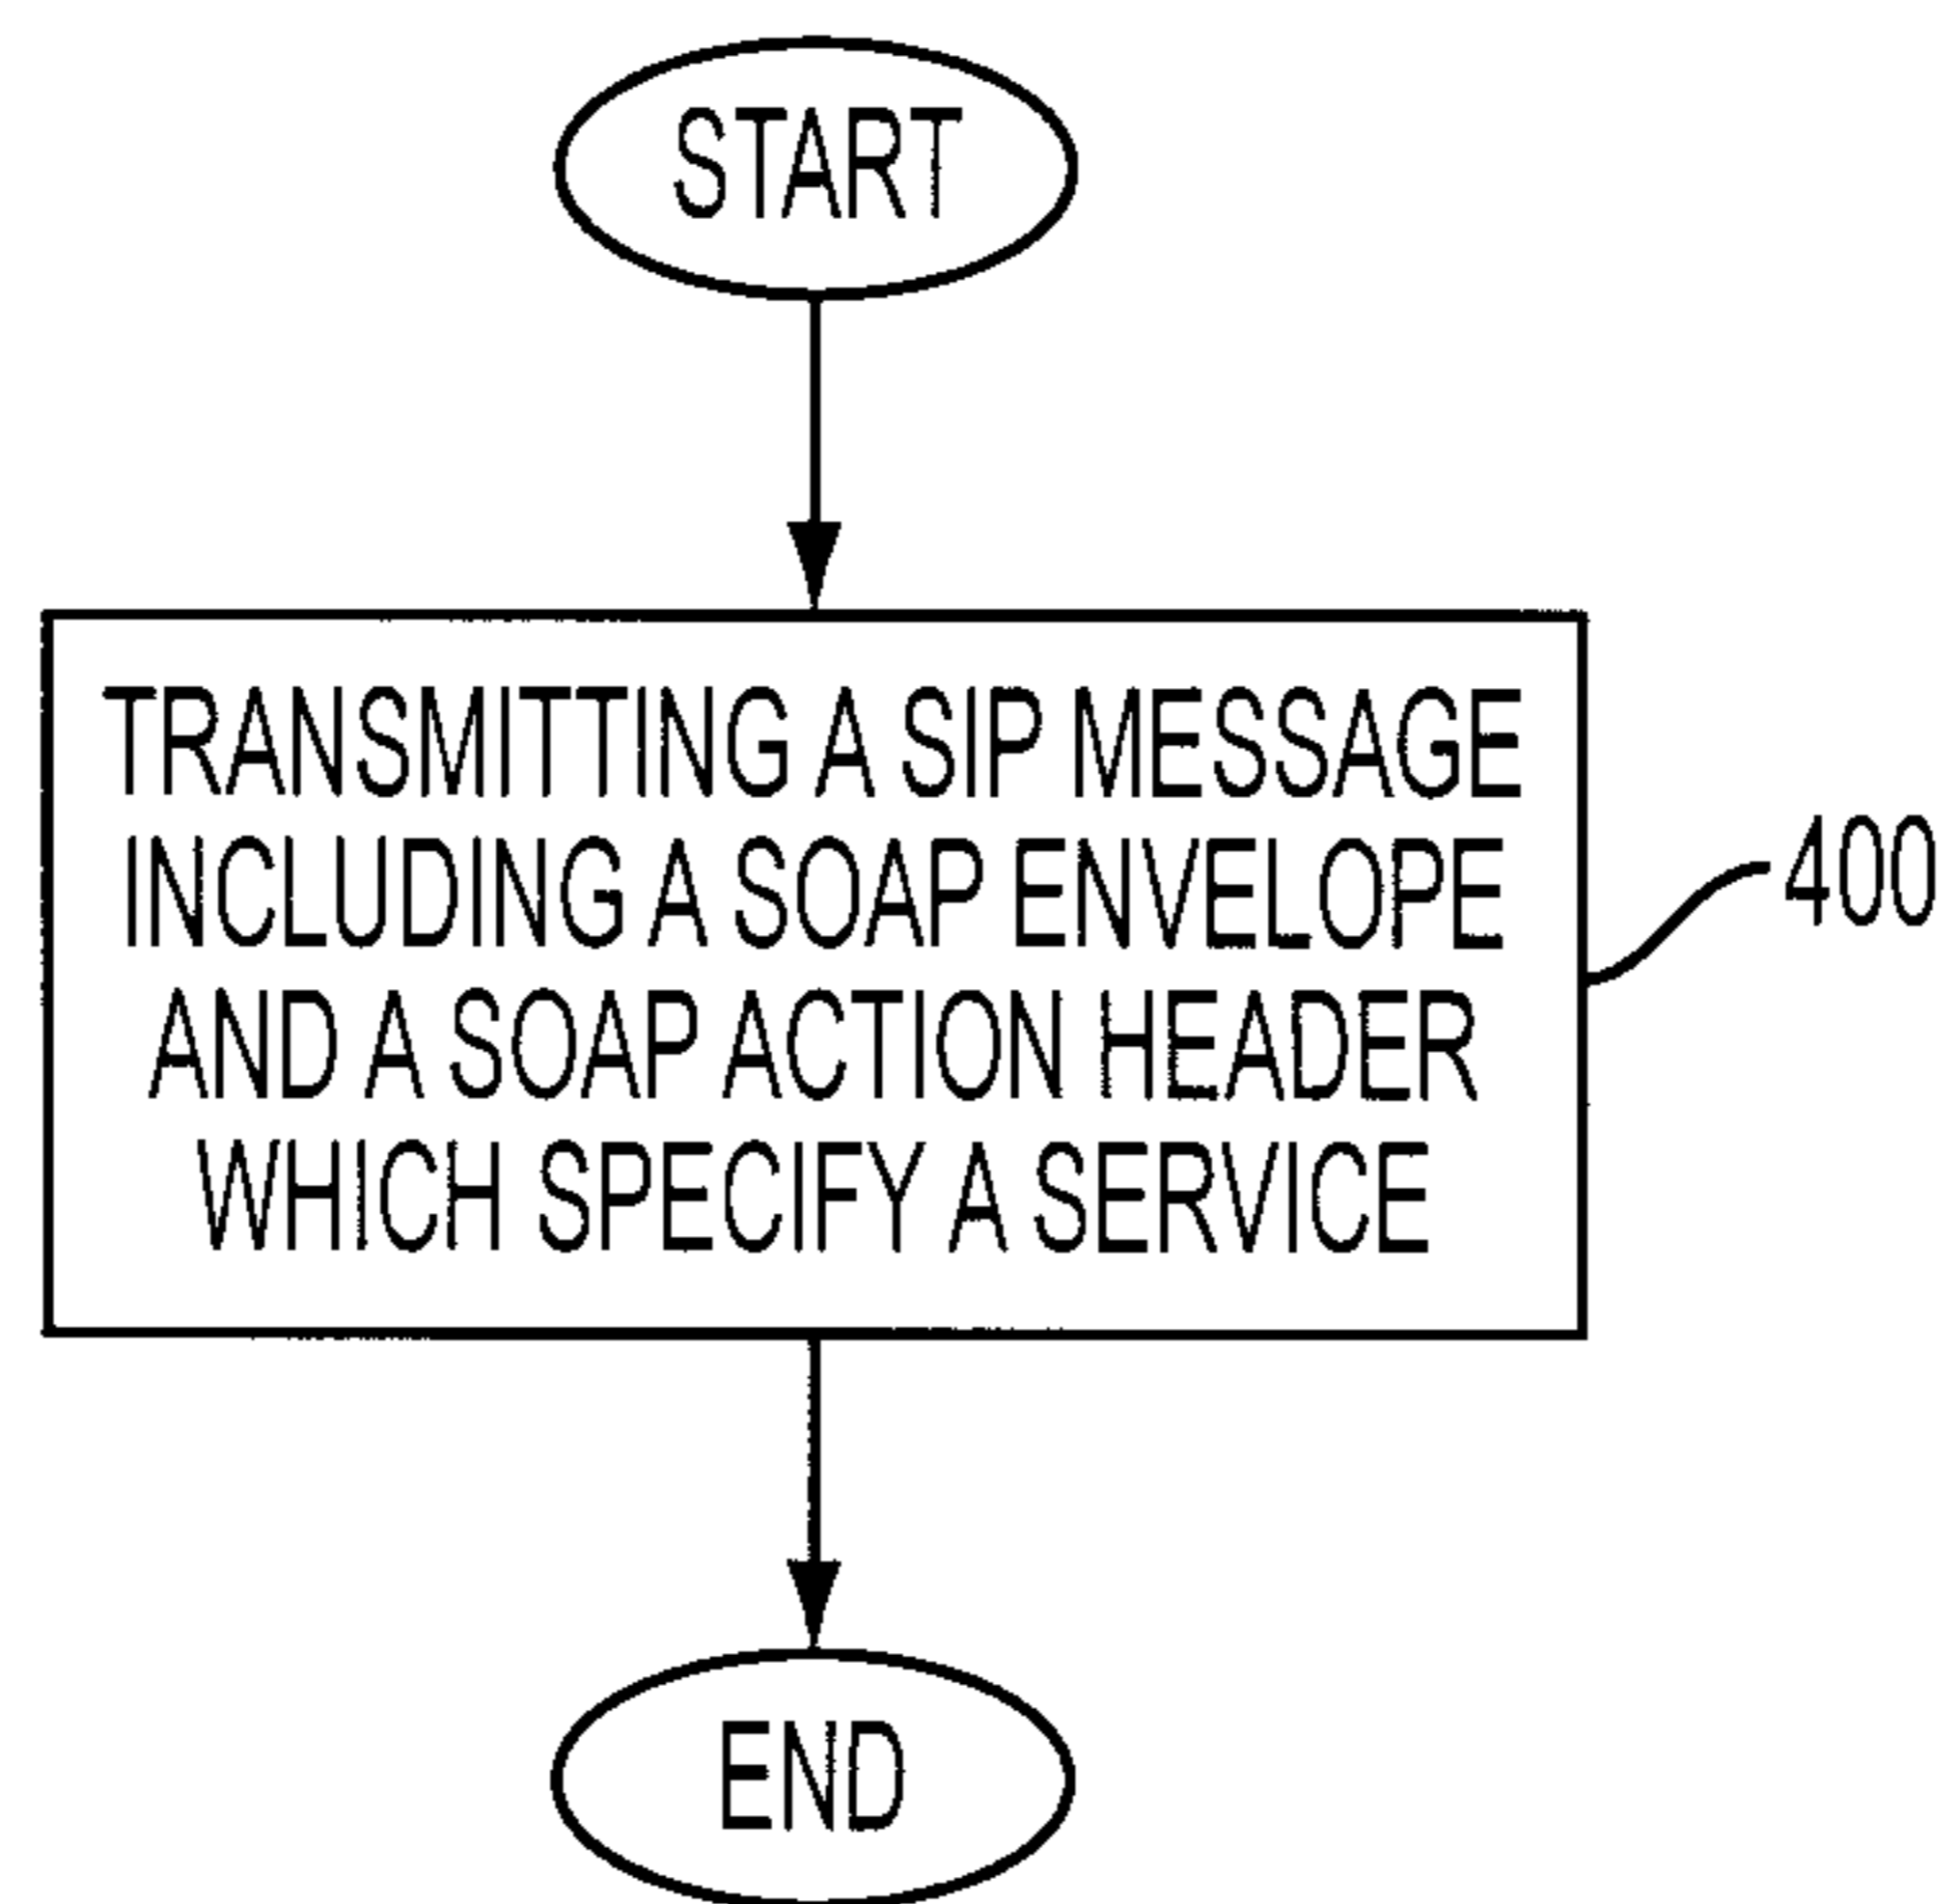 START
TRANSMITTING A SIP MESSAGE
INCLUDING A SOAP ENVELOPE
AND A SOAP ACTION HEADER
WHICH SPECIFY A SERVICE
400
END